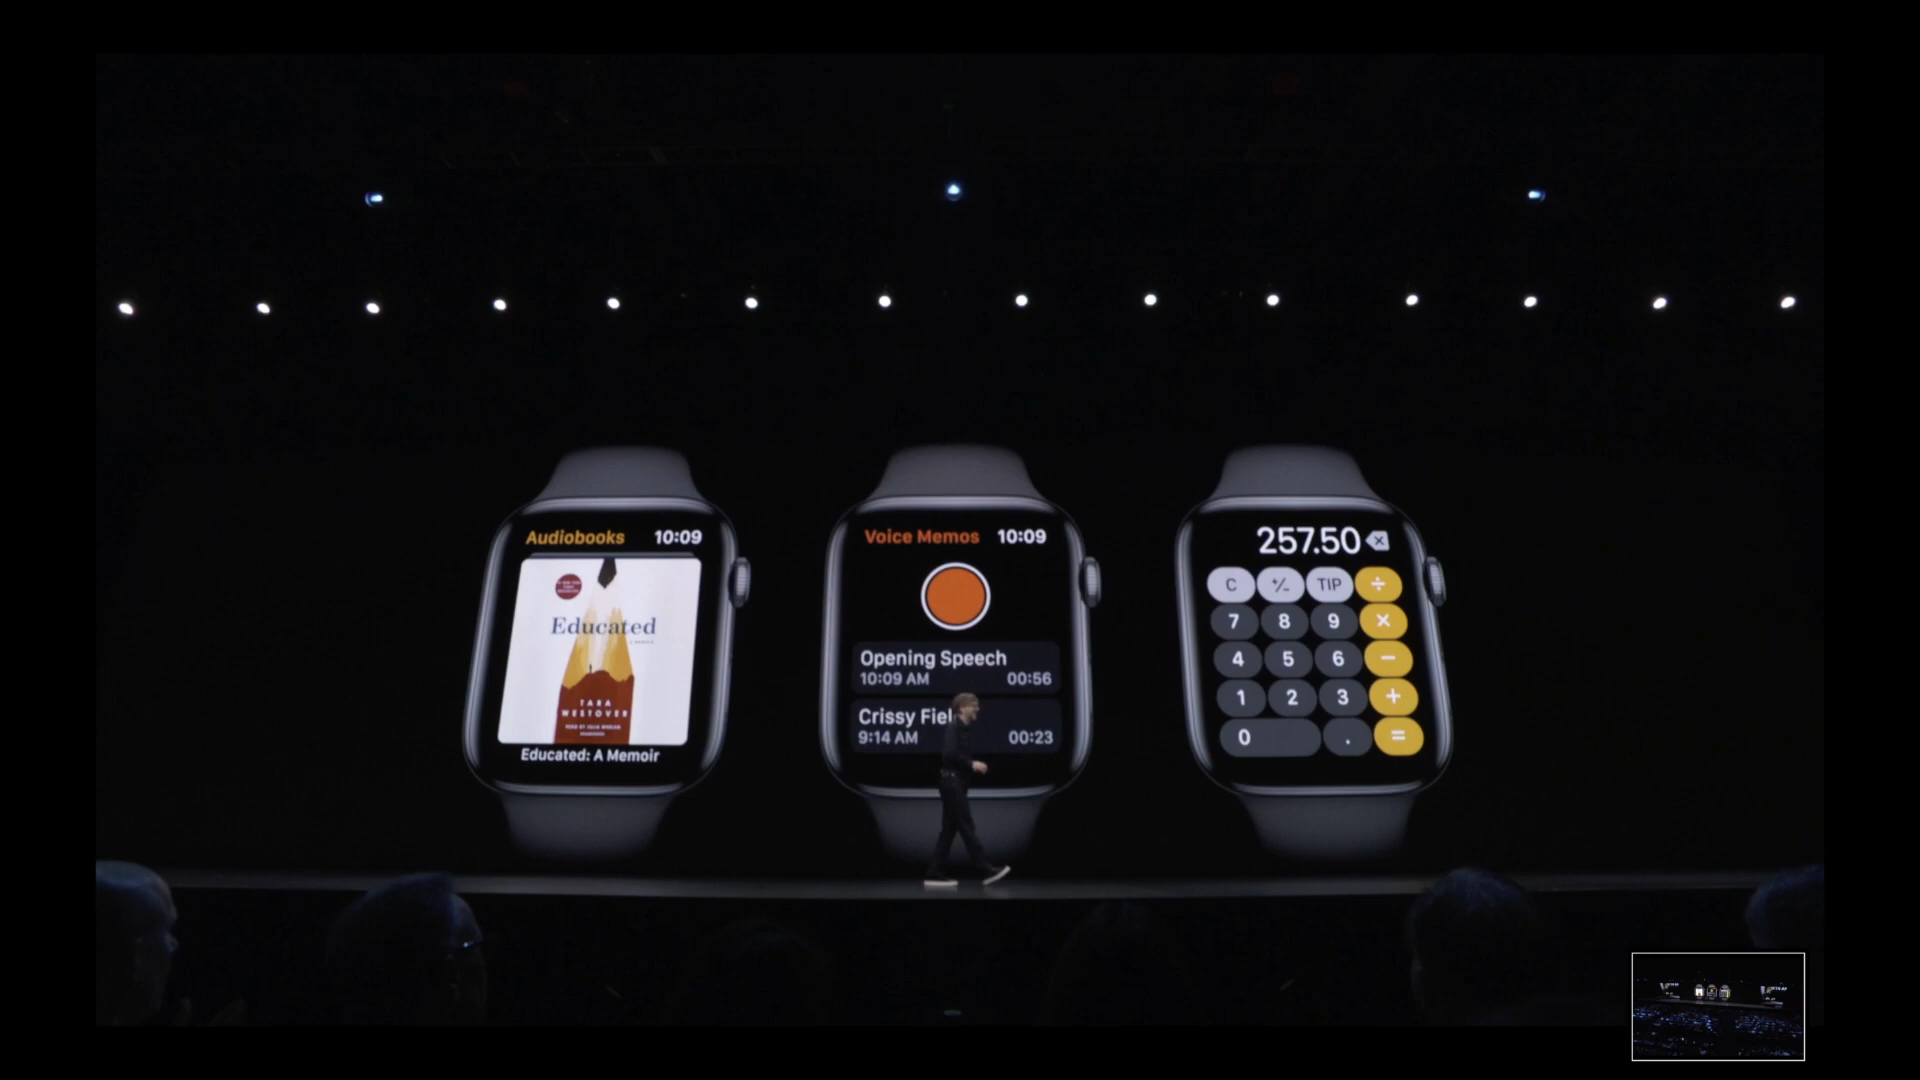 Audiobooks 10:09
Educated
TARA
WESTOVER
Educated: A Memoir
Voice Memos 10:09
Opening Speech
10:09 AM 00:56
Crissy Fiel
9:14 AM 00:23
257.50
C +/- TIP ÷
7 8 9 ×
4 5 6 −
1 2 3 +
0 . =